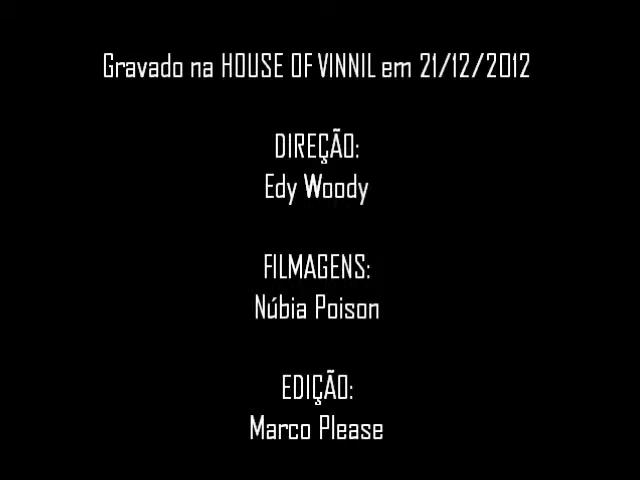 Gravado na HOUSE OF VINNIL em 21/12/2012
DIREÇÃO:
Edy Woody
FILMAGENS:
Núbia Poison
EDIÇÃO:
Marco Please